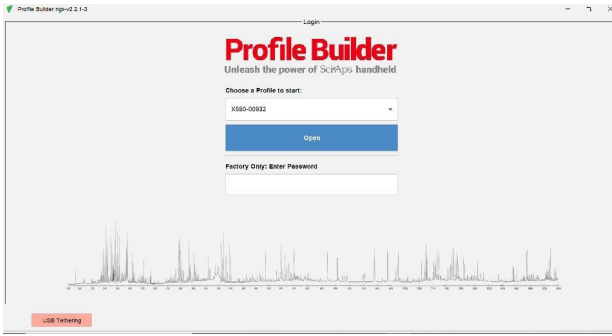 Profile Builder ngx-v2.2.1-3
Login
Profile Builder
Unleash the power of SciAps handheld
Choose a Profile to start:
X550-00932
Open
Factory Only: Enter Password
USB Tethering